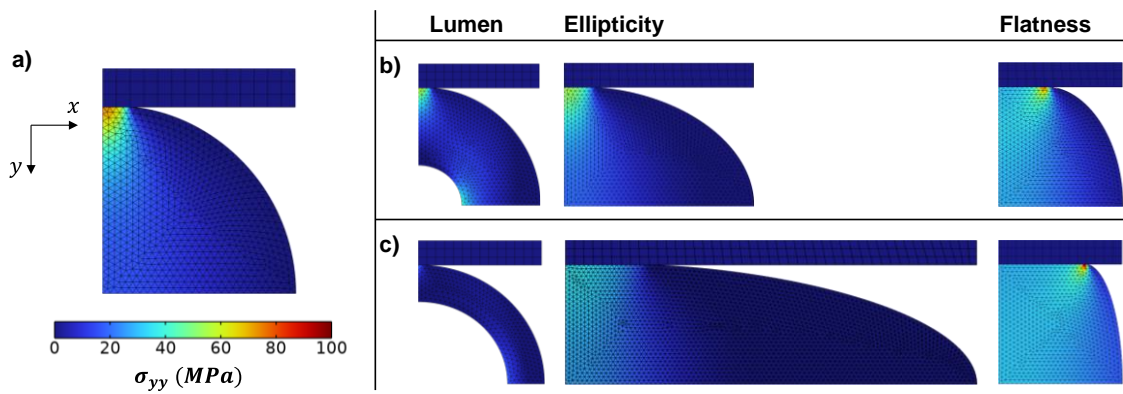 Lumen Ellipticity Flatness
a)
b)
x
y
c)
0 20 40 60 80 100
σyy (MPa)